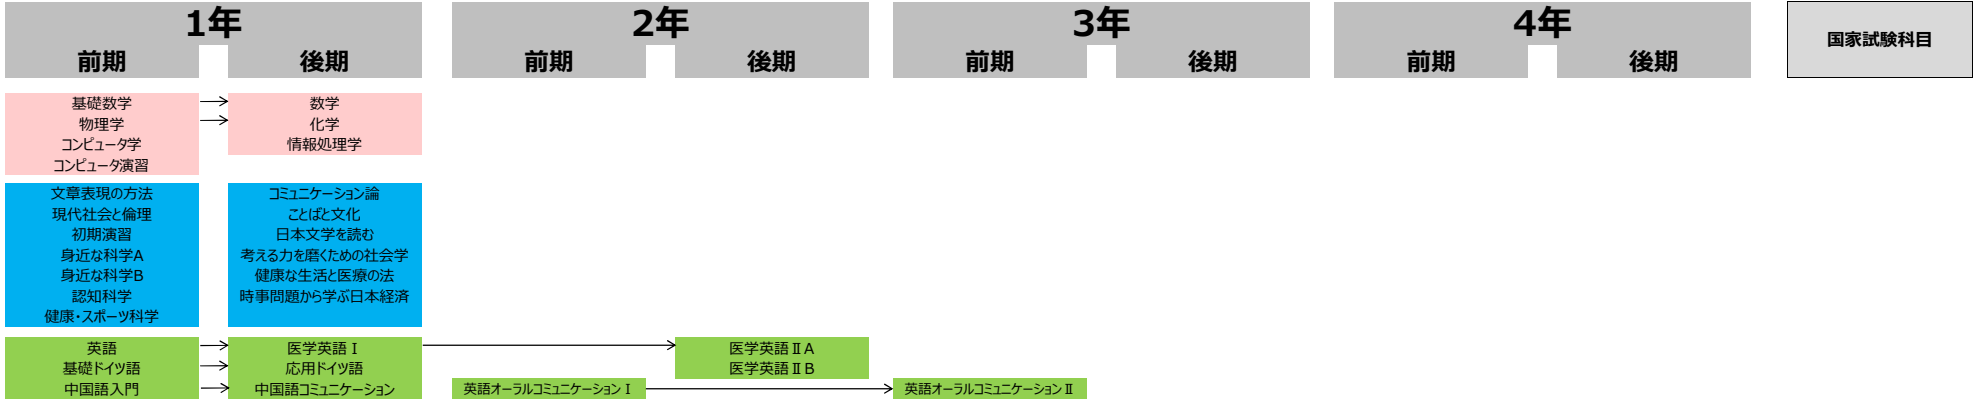 1年
2年
3年
4年
国家試験科目
前期
後期
前期
後期
前期
後期
前期
後期
基礎数学
物理学
コンピュータ学
コンピュータ演習
数学
化学
情報処理学
文章表現の方法
現代社会と倫理
初期演習
身近な科学A
身近な科学B
認知科学
健康・スポーツ科学
コミュニケーション論
ことばと文化
日本文学を読む
考える力を磨くための社会学
健康な生活と医療の法
時事問題から学ぶ日本経済
英語
基礎ドイツ語
中国語入門
医学英語Ⅰ
応用ドイツ語
中国語コミュニケーション
医学英語ⅡA
医学英語ⅡB
英語オーラルコミュニケーションⅠ
英語オーラルコミュニケーションⅡ